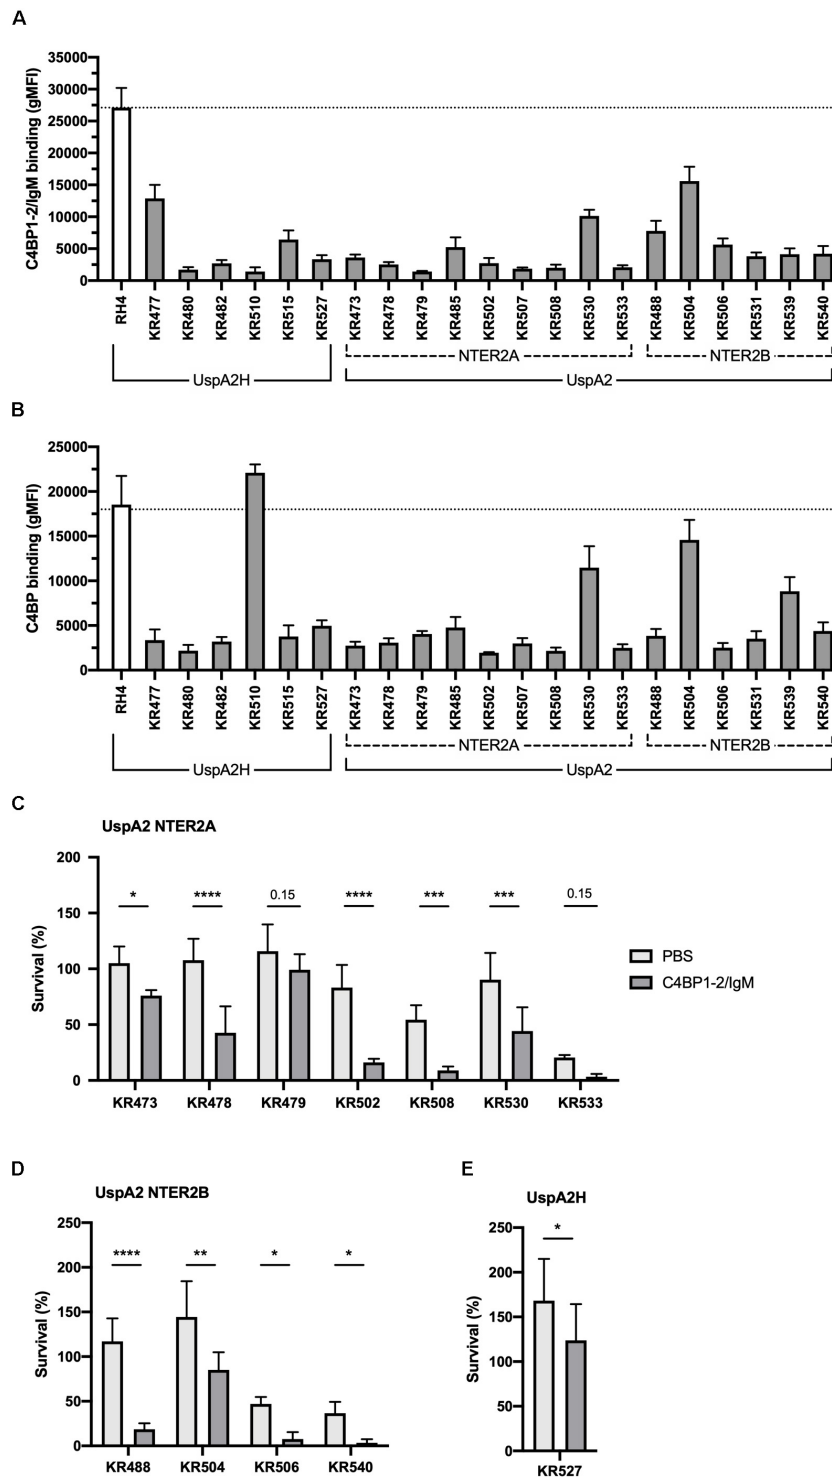 A
C4BP1-2/IgM binding (gMFI)
35000
30000
25000
20000
15000
10000
5000
0
RH4 KR477 KR480 KR482 KR510 KR515 KR527 KR473 KR478 KR479 KR485 KR502 KR507 KR508 KR530 KR533 KR488 KR504 KR506 KR531 KR539 KR540
NTER2A NTER2B
UspA2H UspA2
B
C4BP binding (gMFI)
25000
20000
15000
10000
5000
0
RH4 KR477 KR480 KR482 KR510 KR515 KR527 KR473 KR478 KR479 KR485 KR502 KR507 KR508 KR530 KR533 KR488 KR504 KR506 KR531 KR539 KR540
NTER2A NTER2B
UspA2H UspA2
C
UspA2 NTER2A
Survival (%)
200
150
100
50
0
* **** 0.15 **** *** *** 0.15
PBS
C4BP1-2/IgM
KR473 KR478 KR479 KR502 KR508 KR530 KR533
D
UspA2 NTER2B
Survival (%)
250
200
150
100
50
0
**** ** * *
KR488 KR504 KR506 KR540
E
UspA2H
Survival (%)
250
200
150
100
50
0
*
KR527